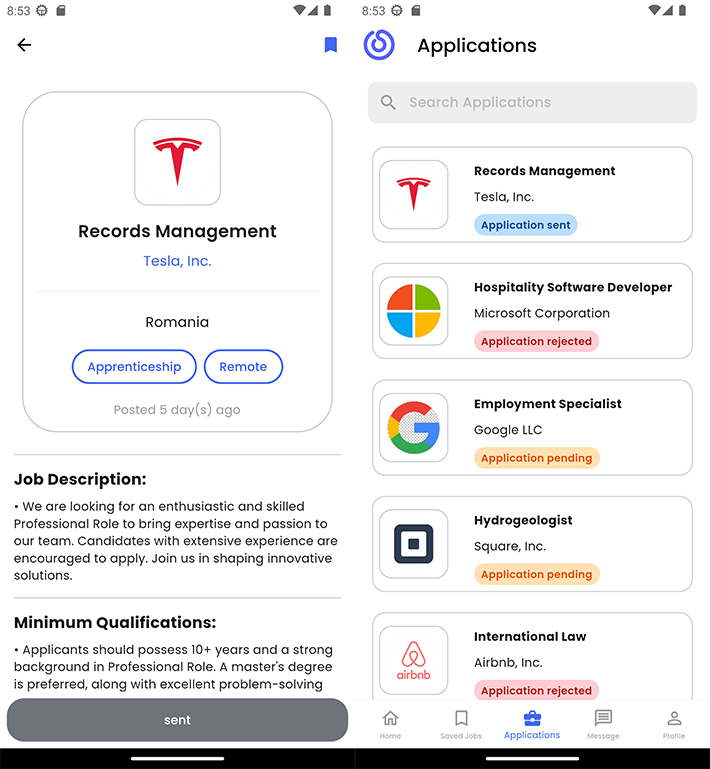 8:53
Records Management
Tesla, Inc.
Romania
Apprenticeship
Remote
Posted 5 day(s) ago
Job Description:
• We are looking for an enthusiastic and skilled
Professional Role to bring expertise and passion to
our team. Candidates with extensive experience are
encouraged to apply. Join us in shaping innovative
solutions.
Minimum Qualifications:
• Applicants should possess 10+ years and a strong
background in Professional Role. A master's degree
is preferred, along with excellent problem-solving
sent
8:53
Applications
Search Applications
Records Management
Tesla, Inc.
Application sent
Hospitality Software Developer
Microsoft Corporation
Application rejected
Employment Specialist
Google LLC
Application pending
Hydrogeologist
Square, Inc.
Application pending
airbnb
International Law
Airbnb, Inc.
Application rejected
Home
Saved Jobs
Applications
Message
Profile